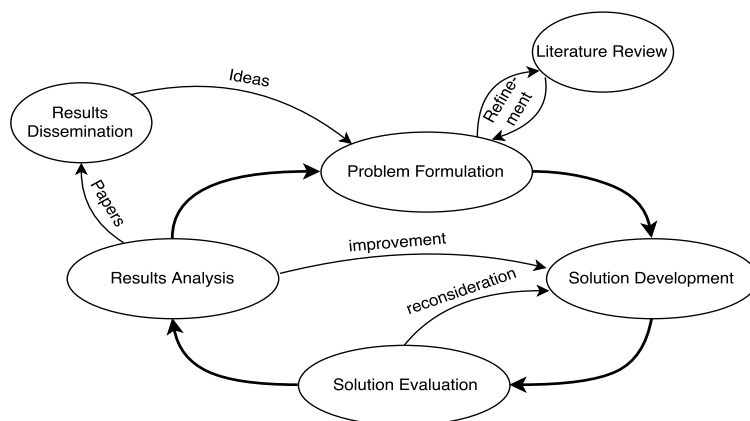 Literature Review
Ideas
Refine-
ment
Results
Dissemination
Problem Formulation
Papers
improvement
Results Analysis
reconsideration
Solution Development
Solution Evaluation